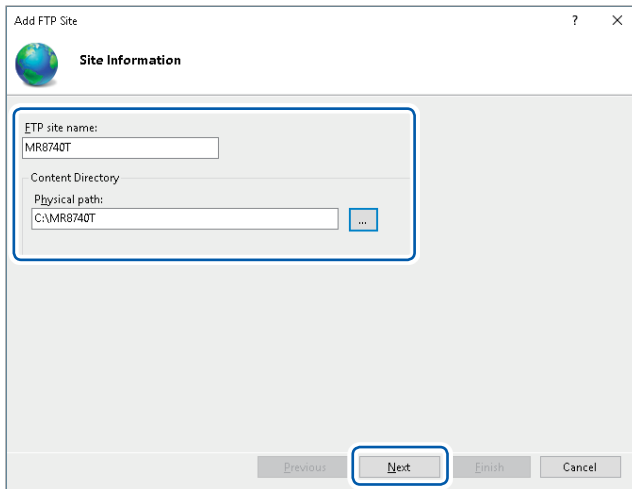 Add FTP Site
?
Site Information
FTP site name:
MR8740T
Content Directory
Physical path:
C:\MR8740T
...
Previous
Next
Finish
Cancel